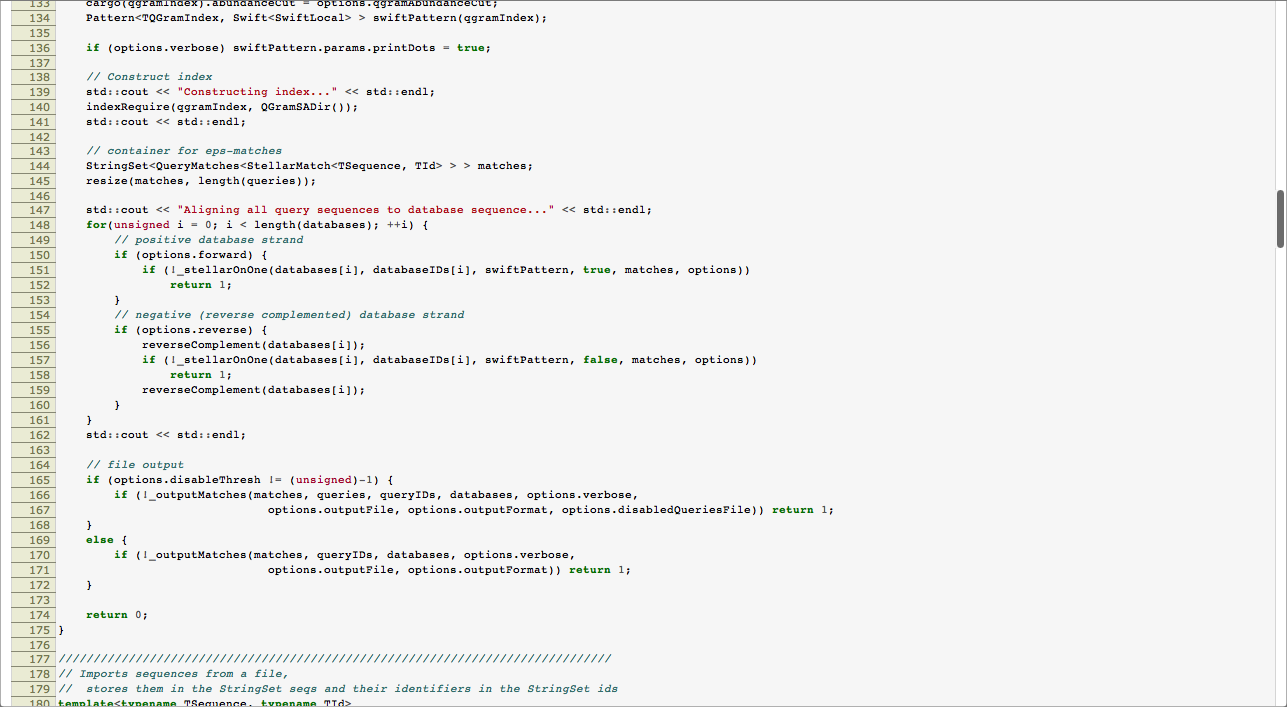 133     cargo(qgramIndex).abundanceCut = options.qgramAbundanceCut;
134     Pattern<TQGramIndex, Swift<SwiftLocal> > swiftPattern(qgramIndex);
135
136     if (options.verbose) swiftPattern.params.printDots = true;
137
138     // Construct index
139     std::cout << "Constructing index..." << std::endl;
140     indexRequire(qgramIndex, QGramSADir());
141     std::cout << std::endl;
142
143     // container for eps-matches
144     StringSet<QueryMatches<StellarMatch<TSequence, TId> > > matches;
145     resize(matches, length(queries));
146
147     std::cout << "Aligning all query sequences to database sequence..." << std::endl;
148     for(unsigned i = 0; i < length(databases); ++i) {
149         // positive database strand
150         if (options.forward) {
151             if (!_stellarOnOne(databases[i], databaseIDs[i], swiftPattern, true, matches, options))
152                 return 1;
153         }
154         // negative (reverse complemented) database strand
155         if (options.reverse) {
156             reverseComplement(databases[i]);
157             if (!_stellarOnOne(databases[i], databaseIDs[i], swiftPattern, false, matches, options))
158                 return 1;
159             reverseComplement(databases[i]);
160         }
161     }
162     std::cout << std::endl;
163
164     // file output
165     if (options.disableThresh != (unsigned)-1) {
166         if (!_outputMatches(matches, queries, queryIDs, databases, options.verbose,
167                               options.outputFile, options.outputFormat, options.disabledQueriesFile)) return 1;
168     }
169     else {
170         if (!_outputMatches(matches, queryIDs, databases, options.verbose,
171                               options.outputFile, options.outputFormat)) return 1;
172     }
173
174     return 0;
175 }
176
177 ///////////////////////////////////////////////////////////////////////////////
178 // Imports sequences from a file,
179 //  stores them in the StringSet seqs and their identifiers in the StringSet ids
180 template<typename TSequence, typename TId>